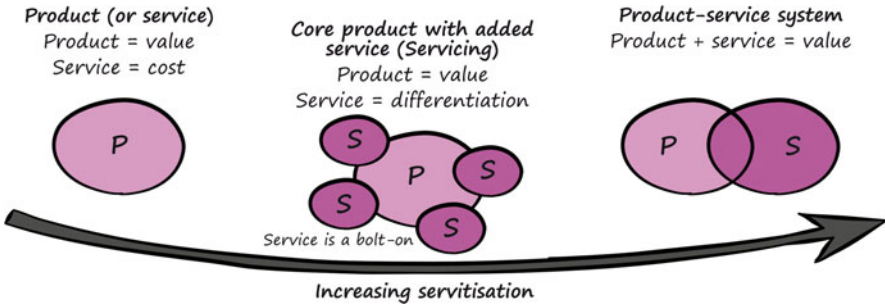 Product (or service)
Product = value
Service = cost
P
Core product with added
service (Servicing)
Product = value
Service = differentiation
S
P
S
S
S
Service is a bolt-on
Product-service system
Product + service = value
P
S
Increasing servitisation